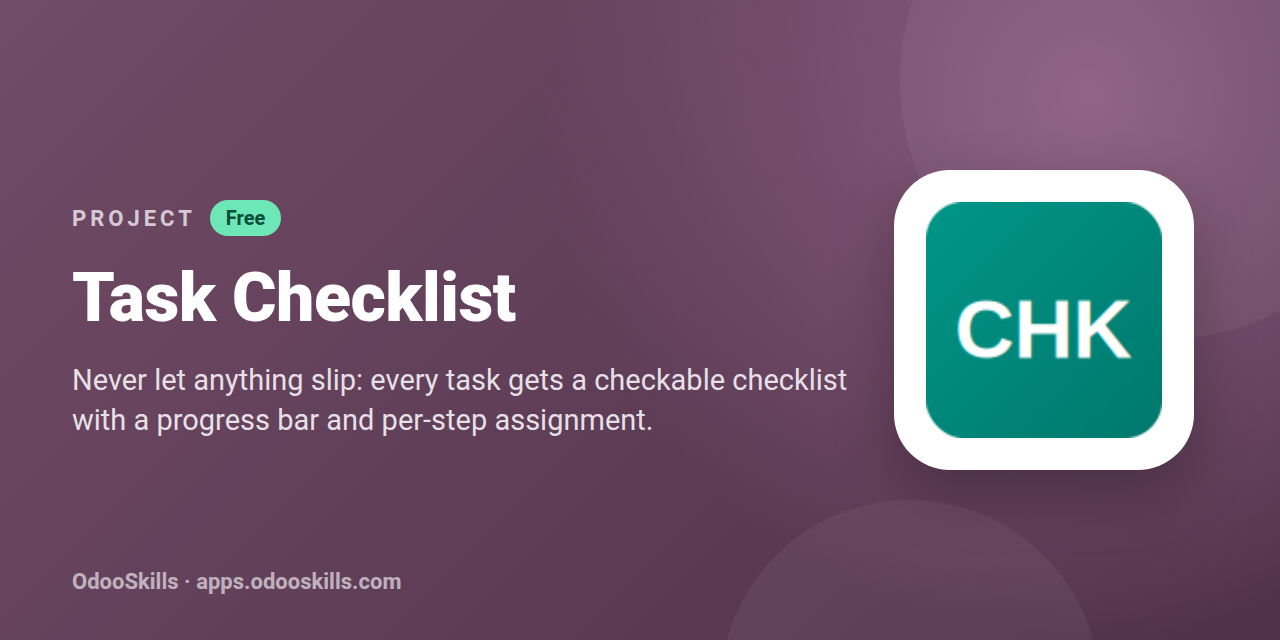 PROJECT Free
Task Checklist
Never let anything slip: every task gets a checkable checklist
with a progress bar and per-step assignment.
CHK
OdooSkills · apps.odooskills.com